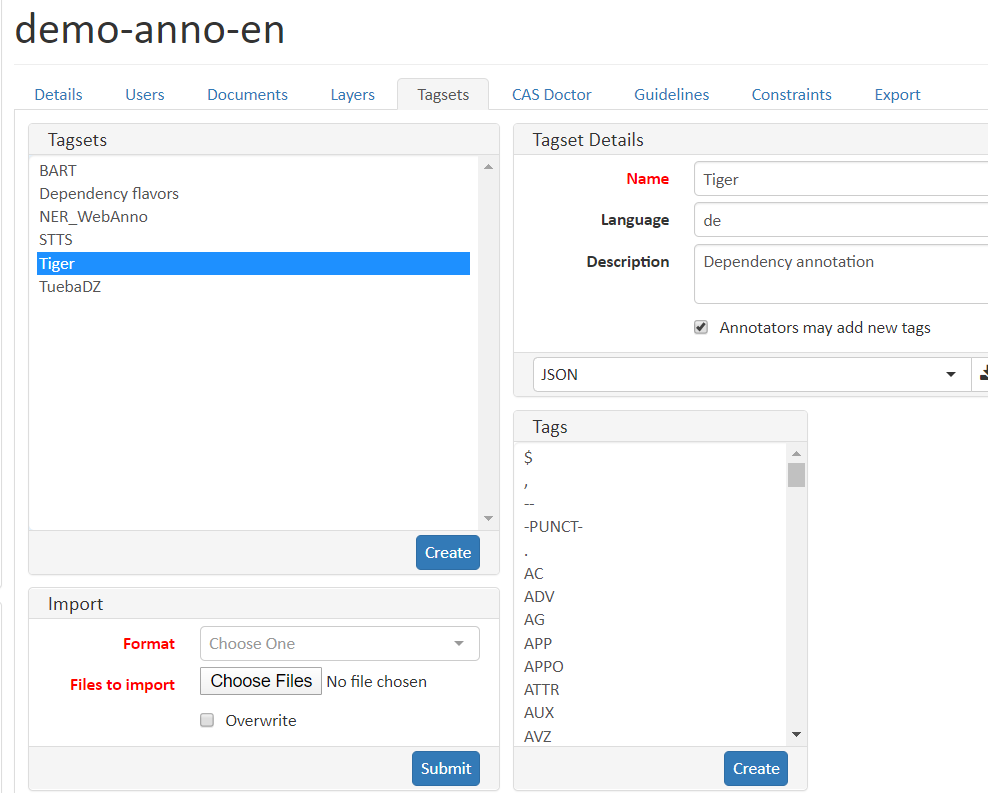 demo-anno-en
Details Users Documents Layers Tagsets CAS Doctor Guidelines Constraints Export
Tagsets
BART
Dependency flavors
NER_WebAnno
STTS
Tiger
TuebaDZ
Create
Import
Format Choose One
Files to import Choose Files No file chosen
Overwrite
Submit
Tagset Details
Name Tiger
Language de
Description Dependency annotation
Annotators may add new tags
JSON
Tags
$
,
--
-PUNCT-
.
AC
ADV
AG
APP
APPO
ATTR
AUX
AVZ
Create